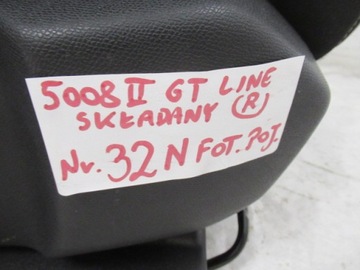 5008 II GT LINE
SKŁADANY (R)
Nr. 32 N FOT. POJ.